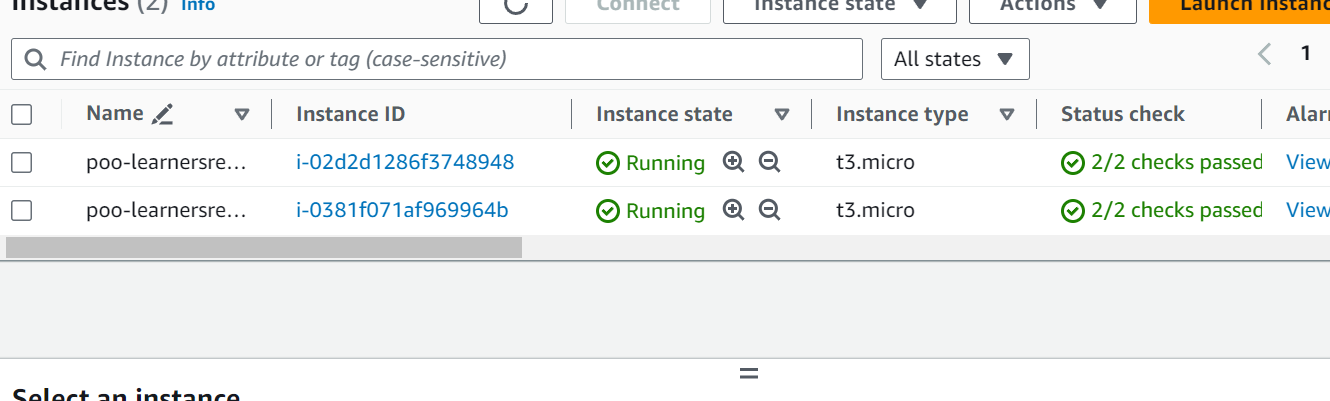 Instances (2) Info
Connect
Instance state
Actions
Launch instanc
Find Instance by attribute or tag (case-sensitive)
All states
1
Name Instance ID Instance state Instance type Status check Alarm
poo-learnersre... i-02d2d1286f3748948 Running t3.micro 2/2 checks passed View
poo-learnersre... i-0381f071af969964b Running t3.micro 2/2 checks passed View
Select an instance